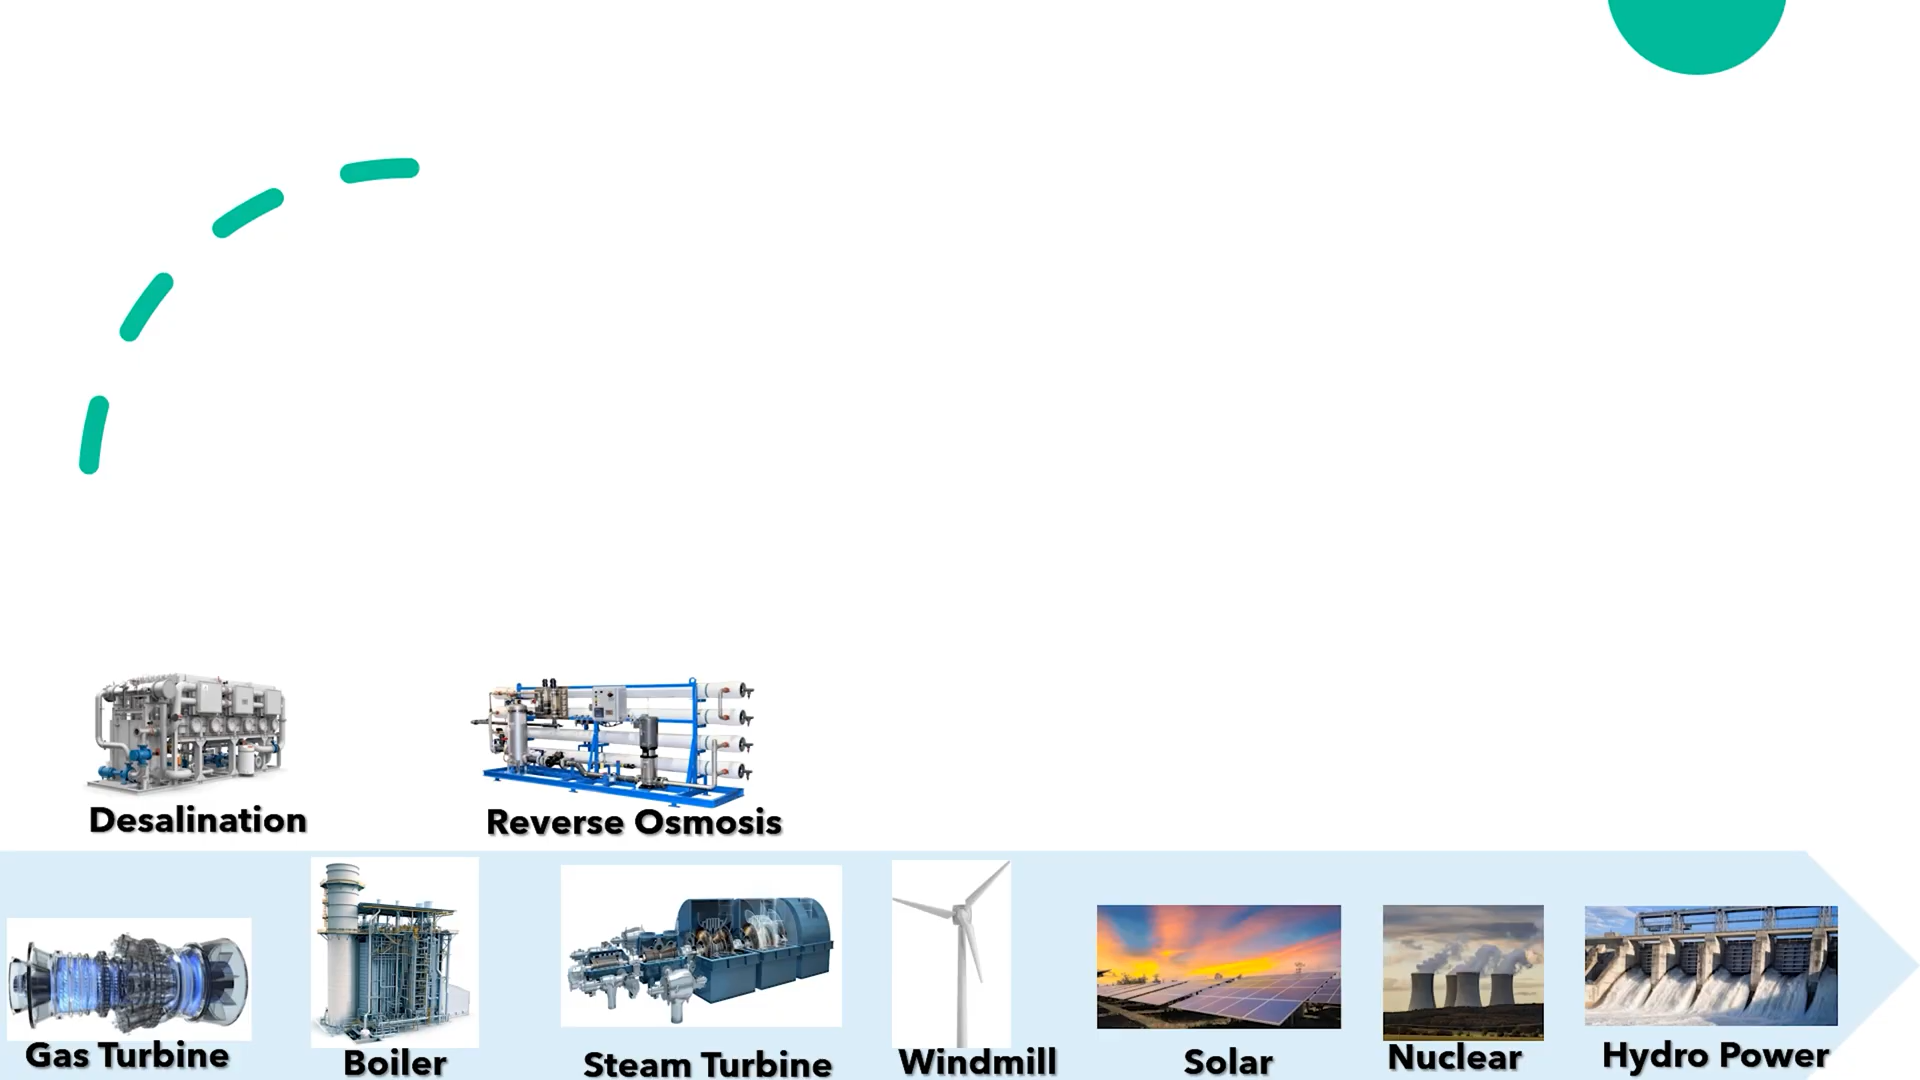 Desalination
Reverse Osmosis
Gas Turbine
Boiler
Steam Turbine
Windmill
Solar
Nuclear
Hydro Power